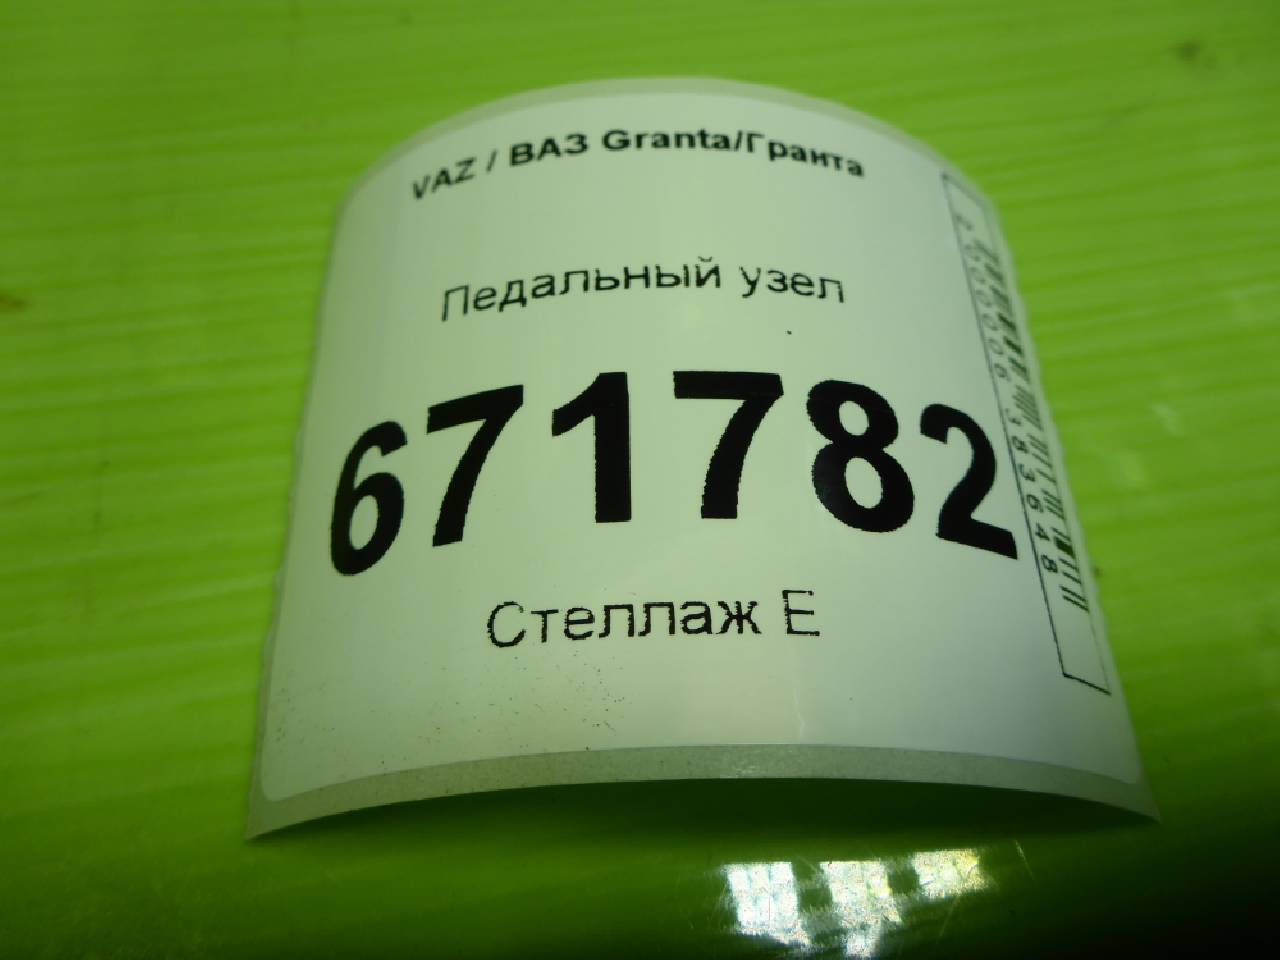 VAZ / ВАЗ Granta/Гранта
Педальный узел
671782
Стеллаж Е